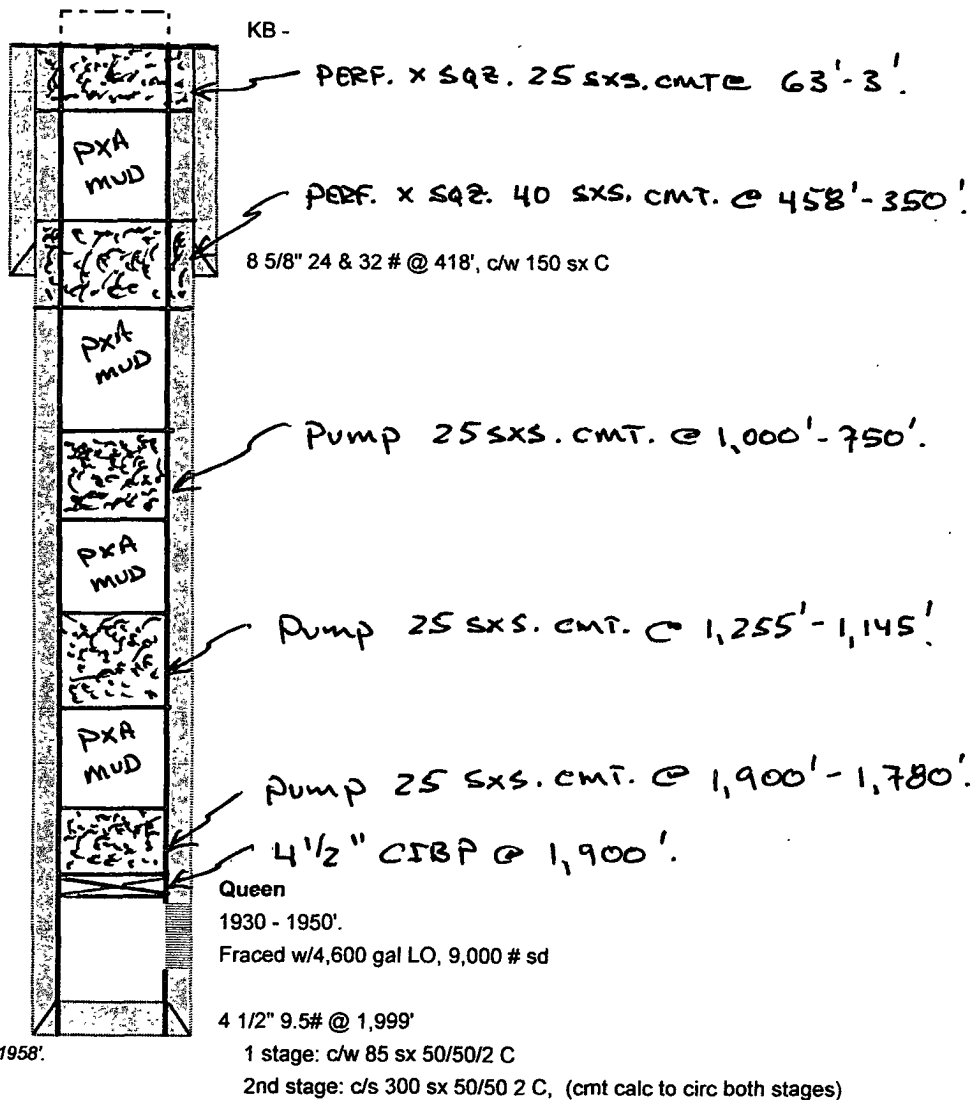 KB -
PERF. X SQZ. 25 SXS. CMT @ 63'-3'.
PXA
MUD
PERF. X SQZ. 40 SXS. CMT. @ 458'-350'.
8 5/8" 24 & 32 # @ 418', c/w 150 sx C
PXA
MUD
Pump 25 SXS. CMT. @ 1,000'-750'.
PXA
MUD
Pump 25 SXS. CMT. @ 1,255'-1,145'.
PXA
MUD
Pump 25 SXS. CMT. @ 1,900'-1,780'.
4 1/2" CIBP @ 1,900'.
Queen
1930 - 1950'.
Fraced w/4,600 gal LO, 9,000 # sd
4 1/2" 9.5# @ 1,999'
1958'.
1 stage: c/w 85 sx 50/50/2 C
2nd stage: c/s 300 sx 50/50 2 C, (cmt calc to circ both stages)